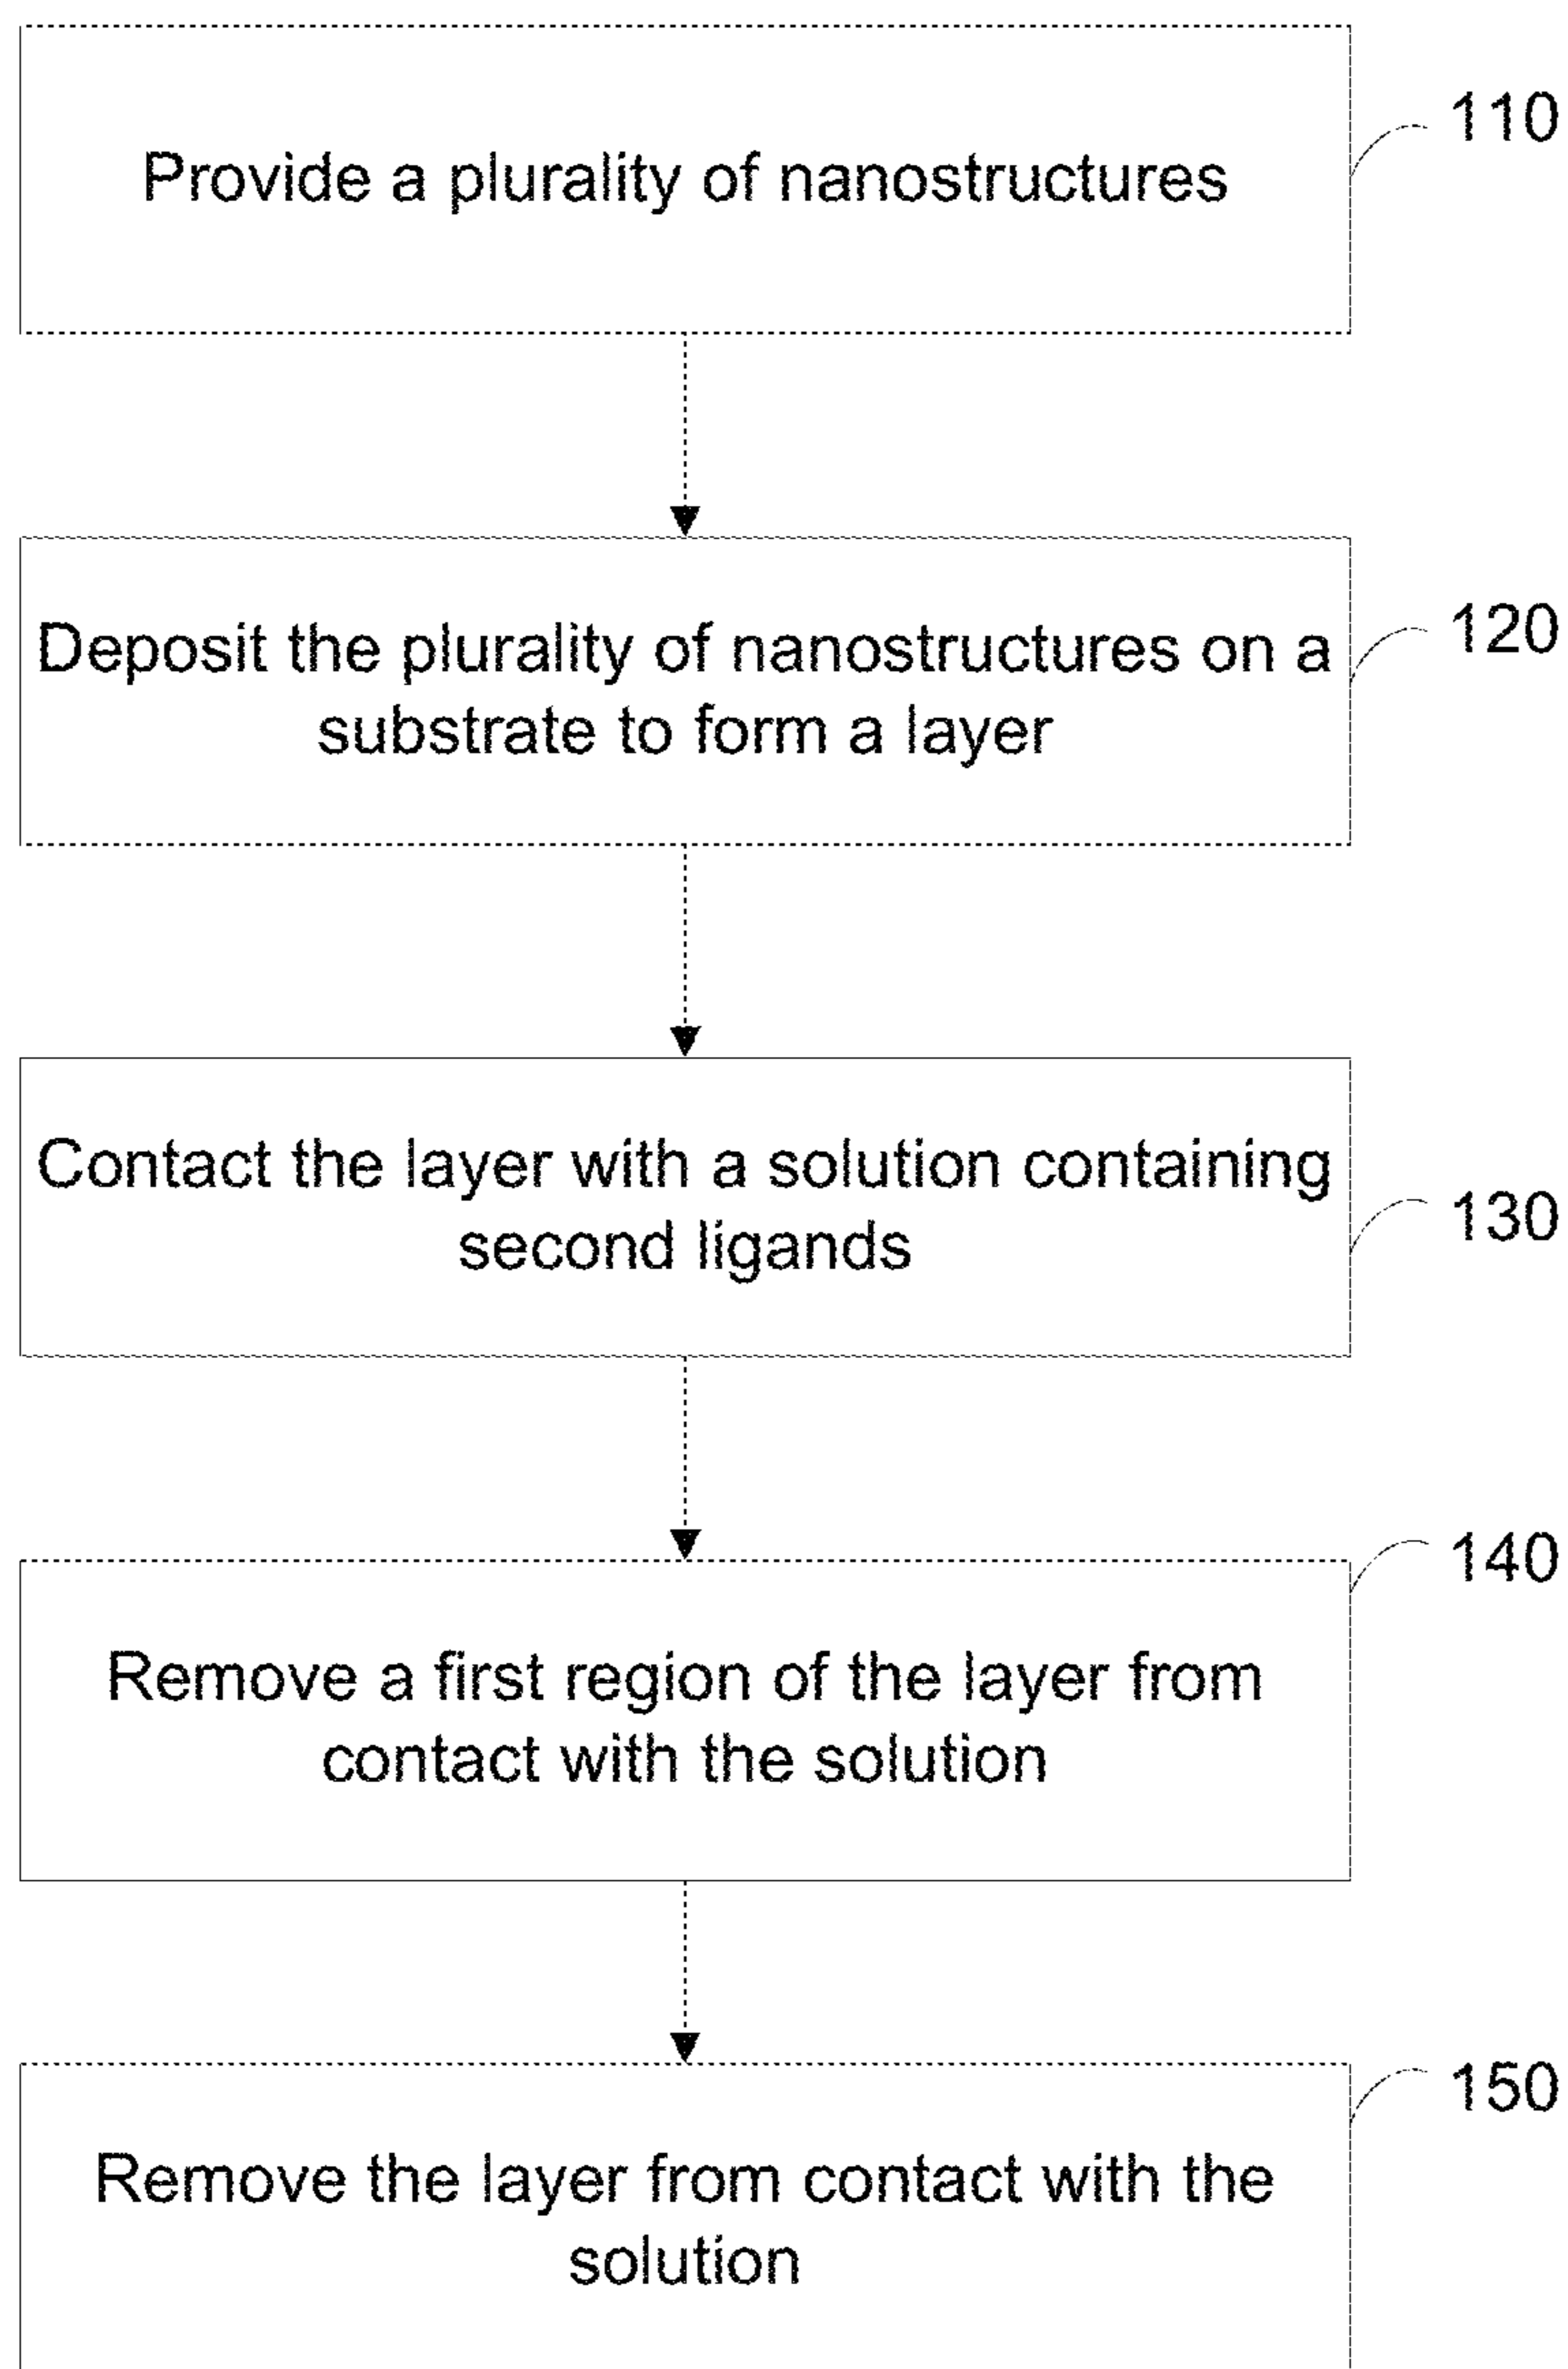 Provide a plurality of nanostructures
110
Deposit the plurality of nanostructures on a
substrate to form a layer
120
Contact the layer with a solution containing
second ligands
130
Remove a first region of the layer from
contact with the solution
140
Remove the layer from contact with the
solution
150